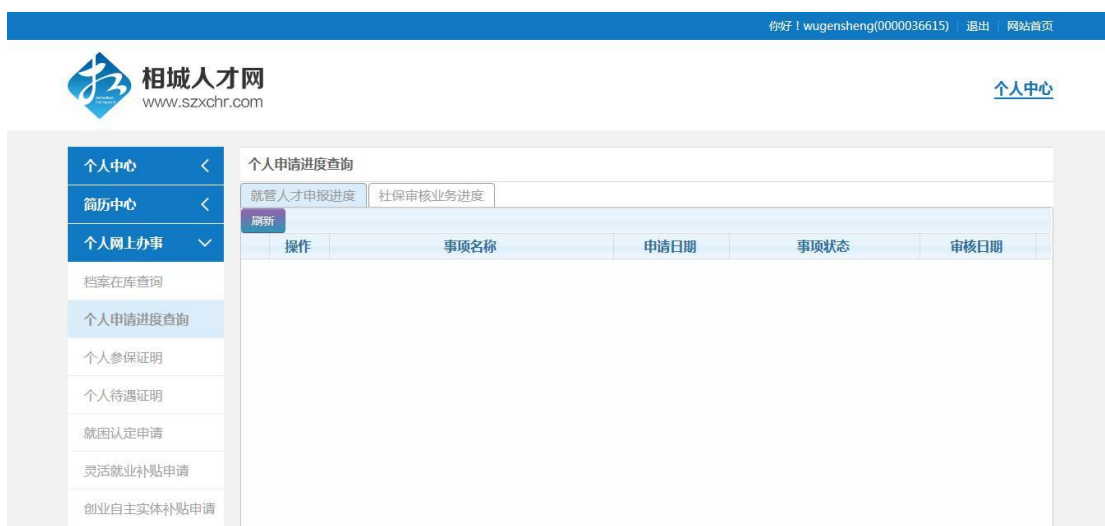 你好！wugensheng(0000036615) 退出 网站首页
相城人才网
www.szxchr.com
个人中心
个人中心
简历中心
个人网上办事
档案在库查询
个人申请进度查询
个人参保证明
个人待遇证明
就困认定申请
灵活就业补贴申请
创业自主实体补贴申请
个人申请进度查询
就管人才申报进度 社保审核业务进度
刷新
操作 事项名称 申请日期 事项状态 审核日期